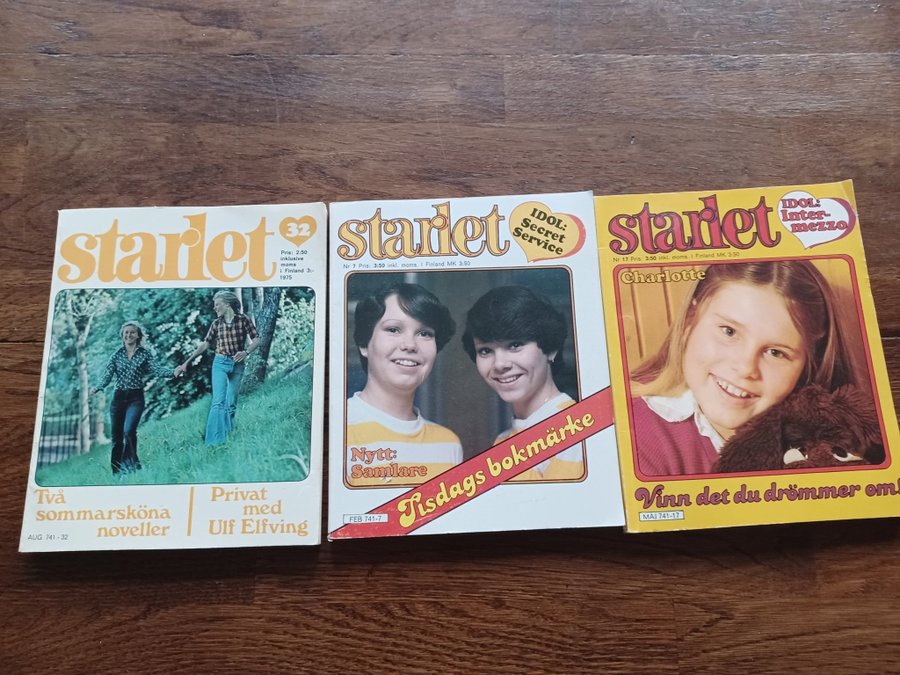 starlet
32
Pris: 2:50
inklusive
moms
I Finland 3:-
1975
Två
sommarsköna
noveller
Privat
med
Ulf Elfving
AUG 741-32
starlet
IDOL:
Secret
Service
Nr 7 Pris: 3:50 inkl. moms. I Finland MK 3:50
Nytt:
Samlare
Tisdags bokmärke
FEB 741-7
starlet
IDOL:
Inter-
mezzo
Nr 17 Pris: 3:50 inkl. moms. I Finland MK 3:50
Charlotte
Vinn det du drömmer om!
MAJ 741-17